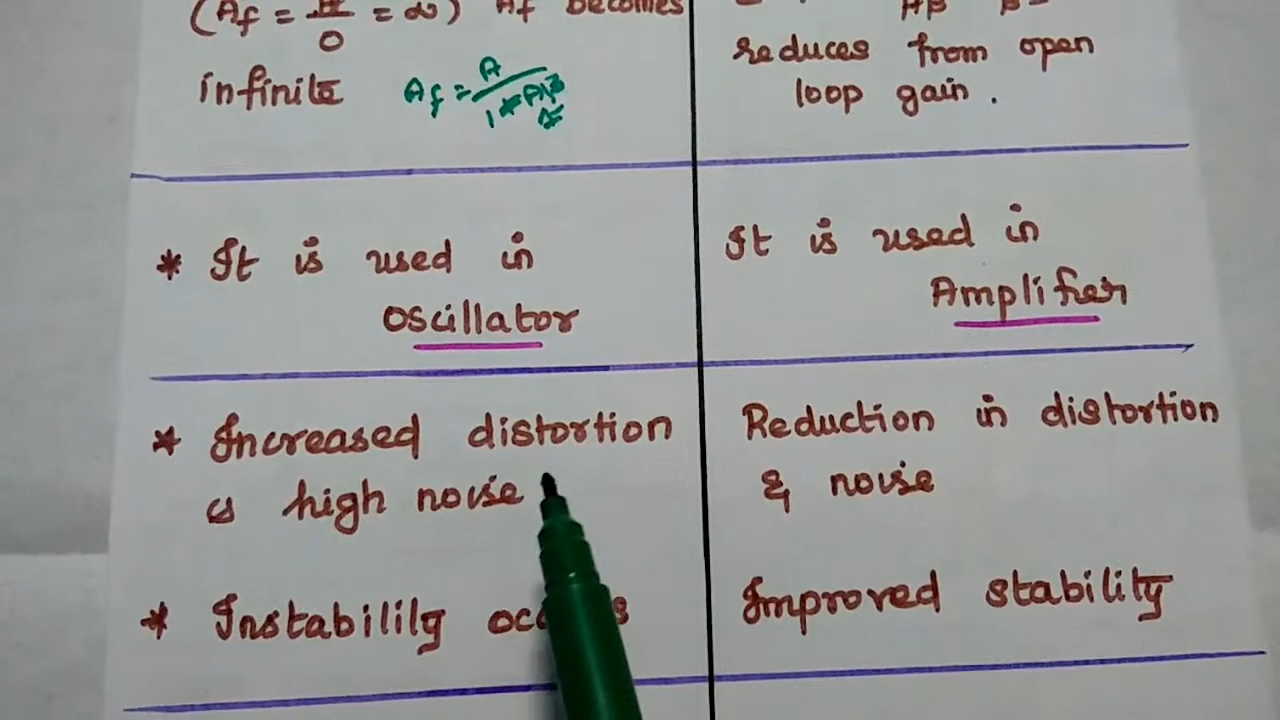 (Af = A/0 = ∞) Af becomes
infinite Af = A/1-Aβ
* It is used in
Oscillator
* Increased distortion
& high noise
* Instability
Aβ β
reduces from open
loop gain .
It is used in
Amplifier
Reduction in distortion
& noise
Improved stability